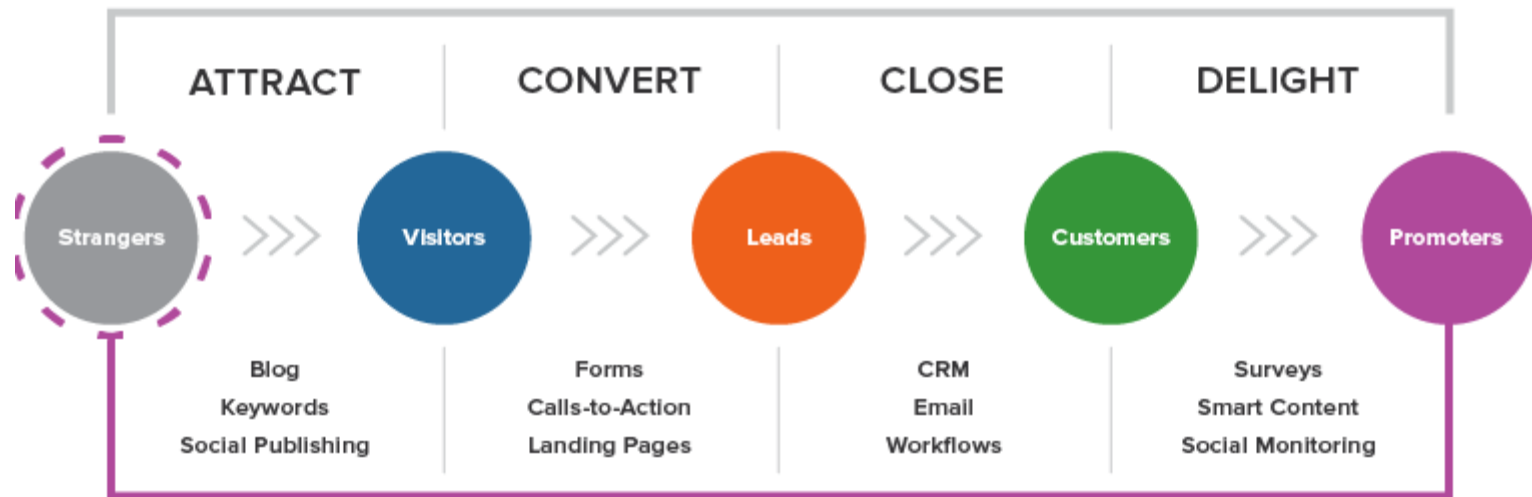 ATTRACT
CONVERT
CLOSE
DELIGHT
Strangers
Visitors
Leads
Customers
Promoters
Blog
Keywords
Social Publishing
Forms
Calls-to-Action
Landing Pages
CRM
Email
Workflows
Surveys
Smart Content
Social Monitoring